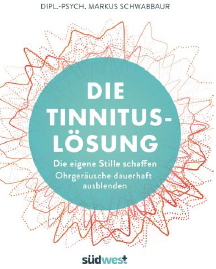 DIPL.-PSYCH. MARKUS SCHWABBAUR
DIE
TINNITUS-
LÖSUNG
Die eigene Stille schaffen
Ohrgeräusche dauerhaft
ausblenden
südwest